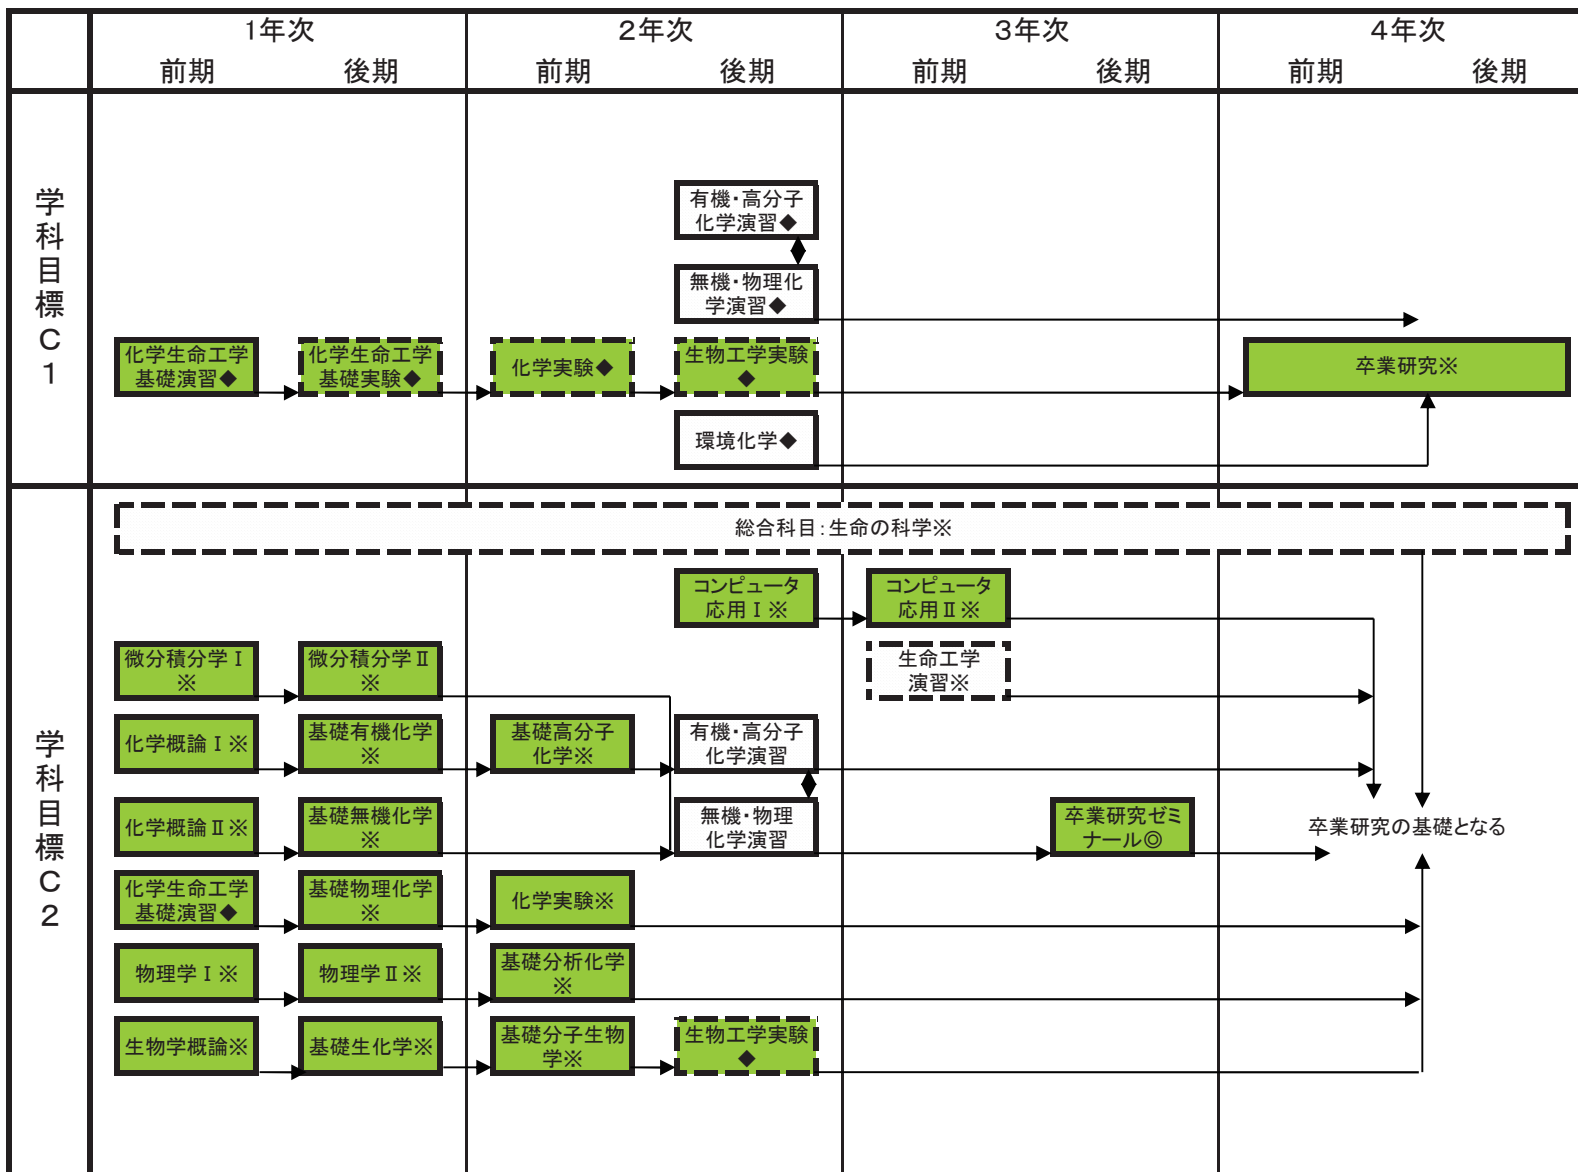 1年次
2年次
3年次
4年次
前期
後期
前期
後期
前期
後期
前期
後期
学科目標C1
有機・高分子
化学演習◆
無機・物理化
学演習◆
化学生命工学
基礎演習◆
化学生命工学
基礎実験◆
化学実験◆
生物工学実験
◆
卒業研究※
環境化学◆
学科目標C2
総合科目:生命の科学※
コンピュータ
応用Ⅰ※
コンピュータ
応用Ⅱ※
微分積分学Ⅰ
※
微分積分学Ⅱ
※
生命工学
演習※
化学概論Ⅰ※
基礎有機化学
※
基礎高分子
化学※
有機・高分子
化学演習
化学概論Ⅱ※
基礎無機化学
※
無機・物理
化学演習
卒業研究ゼミ
ナール◎
卒業研究の基礎となる
化学生命工学
基礎演習◆
基礎物理化学
※
化学実験※
物理学Ⅰ※
物理学Ⅱ※
基礎分析化学
※
生物学概論※
基礎生化学※
基礎分子生物
学※
生物工学実験
◆